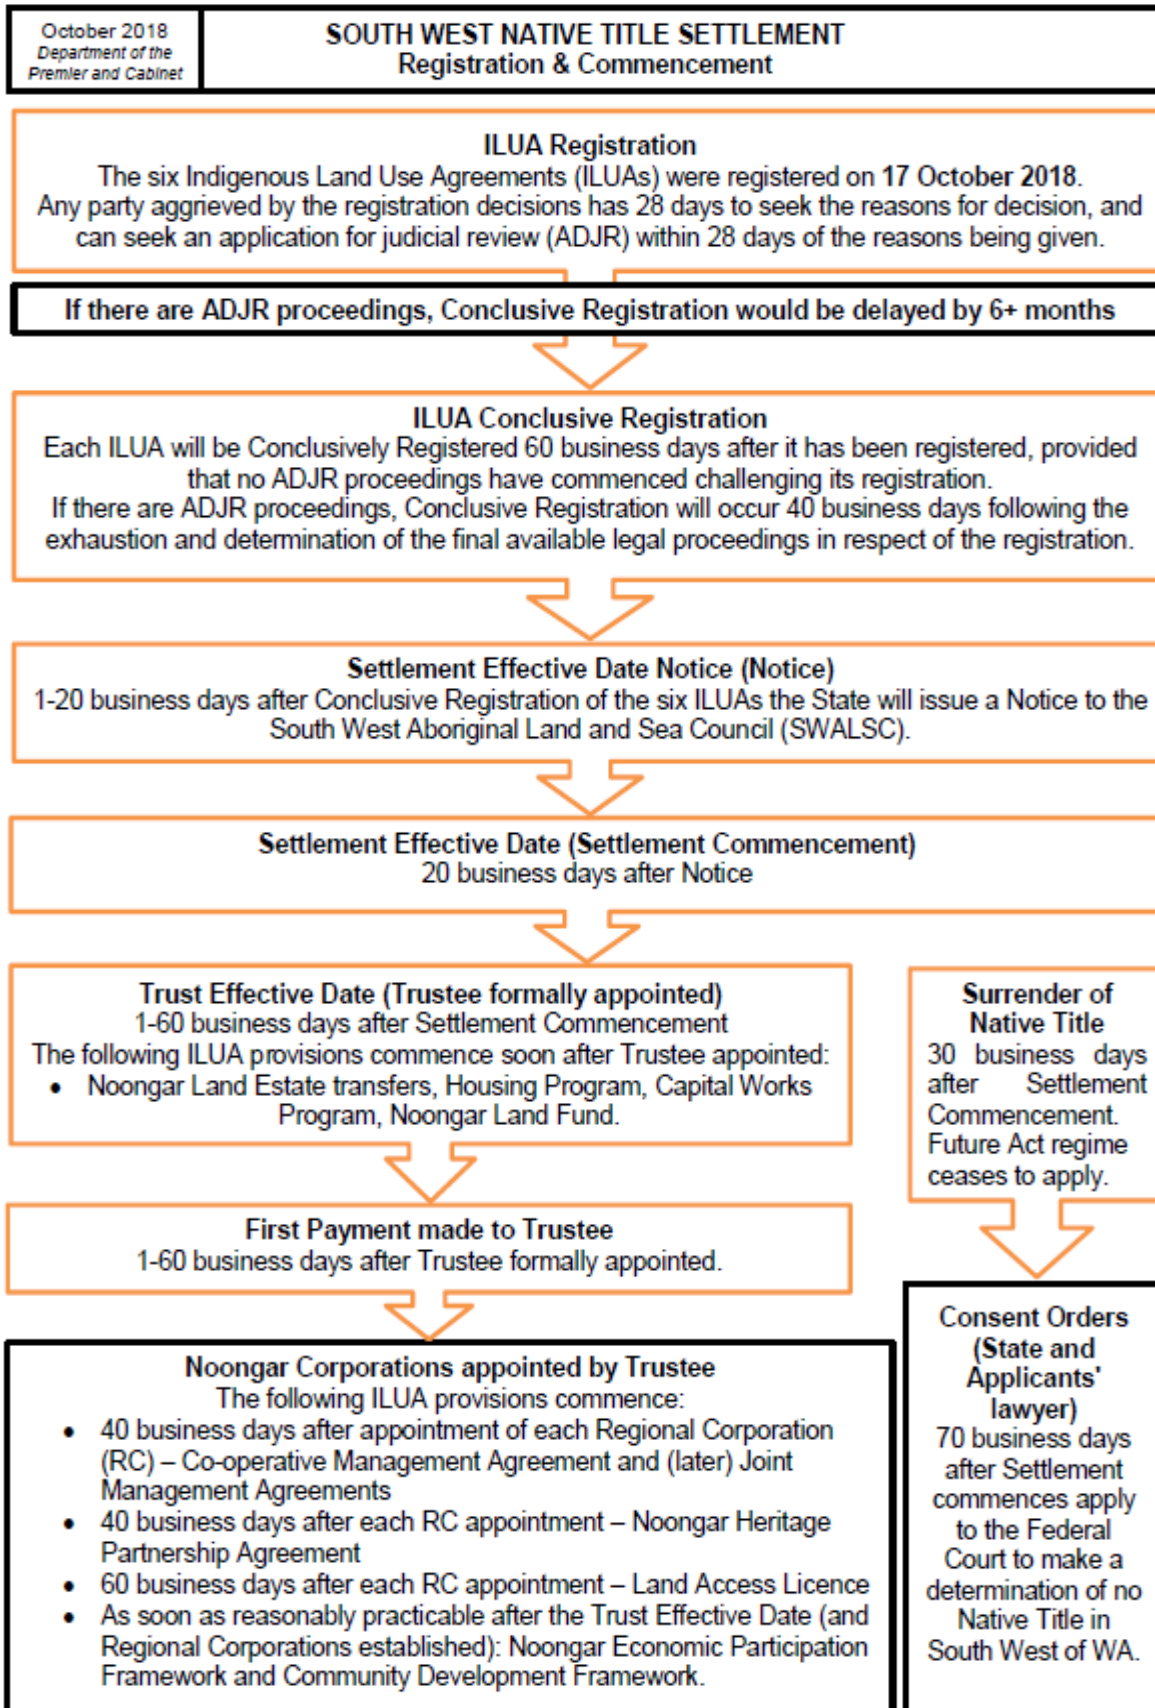 October 2018
Department of the
Premier and Cabinet
SOUTH WEST NATIVE TITLE SETTLEMENT
Registration & Commencement
ILUA Registration
The six Indigenous Land Use Agreements (ILUAs) were registered on 17 October 2018.
Any party aggrieved by the registration decisions has 28 days to seek the reasons for decision, and
can seek an application for judicial review (ADJR) within 28 days of the reasons being given.
If there are ADJR proceedings, Conclusive Registration would be delayed by 6+ months
ILUA Conclusive Registration
Each ILUA will be Conclusively Registered 60 business days after it has been registered, provided
that no ADJR proceedings have commenced challenging its registration.
If there are ADJR proceedings, Conclusive Registration will occur 40 business days following the
exhaustion and determination of the final available legal proceedings in respect of the registration.
Settlement Effective Date Notice (Notice)
1-20 business days after Conclusive Registration of the six ILUAs the State will issue a Notice to the
South West Aboriginal Land and Sea Council (SWALSC).
Settlement Effective Date (Settlement Commencement)
20 business days after Notice
Trust Effective Date (Trustee formally appointed)
1-60 business days after Settlement Commencement
The following ILUA provisions commence soon after Trustee appointed:
• Noongar Land Estate transfers, Housing Program, Capital Works
Program, Noongar Land Fund.
First Payment made to Trustee
1-60 business days after Trustee formally appointed.
Noongar Corporations appointed by Trustee
The following ILUA provisions commence:
• 40 business days after appointment of each Regional Corporation
(RC) – Co-operative Management Agreement and (later) Joint
Management Agreements
• 40 business days after each RC appointment – Noongar Heritage
Partnership Agreement
• 60 business days after each RC appointment – Land Access Licence
• As soon as reasonably practicable after the Trust Effective Date (and
Regional Corporations established): Noongar Economic Participation
Framework and Community Development Framework.
Surrender of
Native Title
30 business days
after Settlement
Commencement.
Future Act regime
ceases to apply.
Consent Orders
(State and
Applicants'
lawyer)
70 business days
after Settlement
commences apply
to the Federal
Court to make a
determination of no
Native Title in
South West of WA.